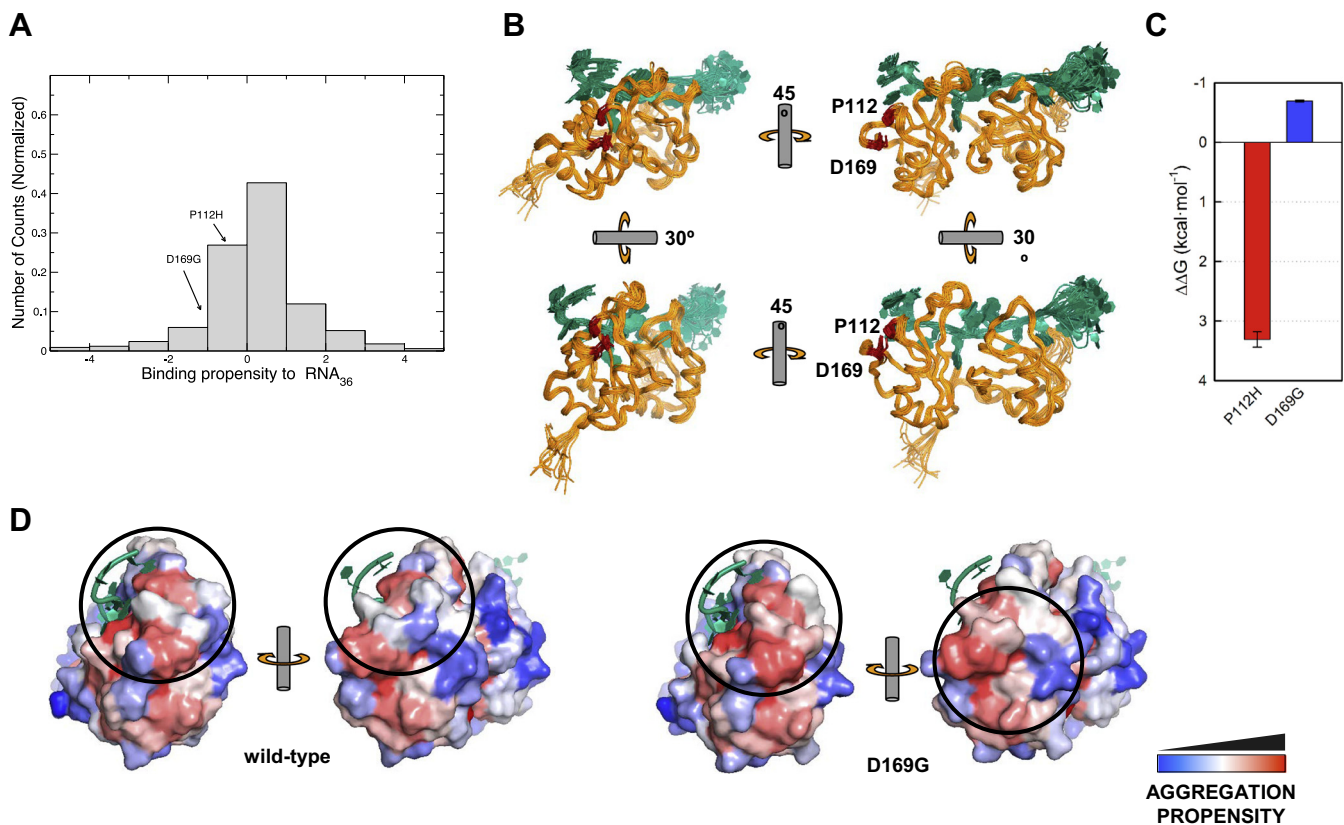 A
B
C
Number of Counts (Normalized)
0.6
0.5
0.4
0.3
0.2
0.1
0
P112H
D169G
-4
-2
0
2
4
Binding propensity to RNA36
45
o
P112
D169
30º
30
o
45
o
P112
D169
-1
0
1
2
3
4
ΔΔG (kcal·mol-1)
P112H
D169G
D
wild-type
D169G
AGGREGATION
PROPENSITY